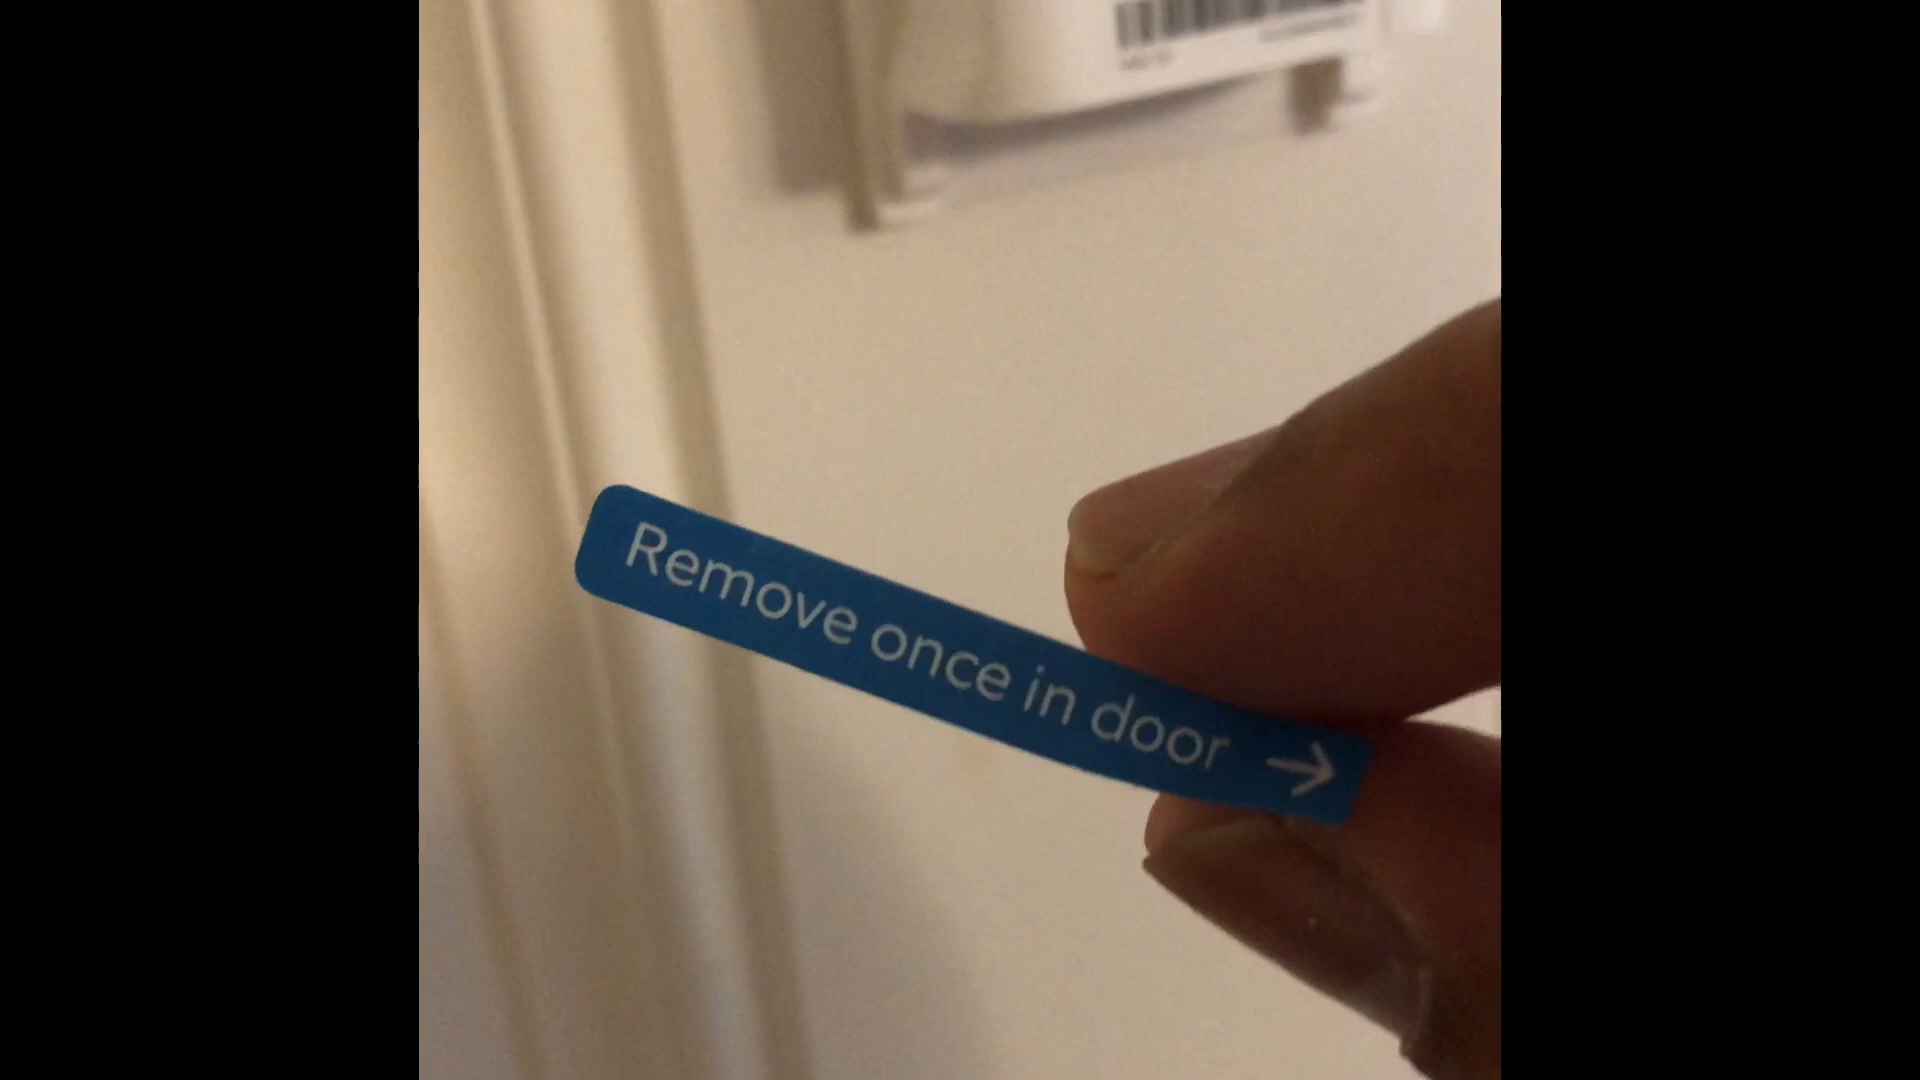 Remove once in door →